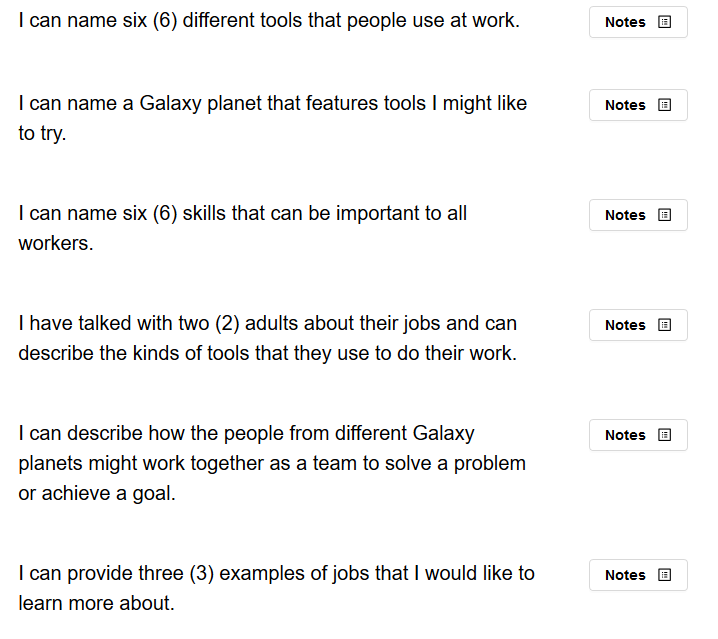 I can name six (6) different tools that people use at work.
Notes
I can name a Galaxy planet that features tools I might like
to try.
Notes
I can name six (6) skills that can be important to all
workers.
Notes
I have talked with two (2) adults about their jobs and can
describe the kinds of tools that they use to do their work.
Notes
I can describe how the people from different Galaxy
planets might work together as a team to solve a problem
or achieve a goal.
Notes
I can provide three (3) examples of jobs that I would like to
learn more about.
Notes